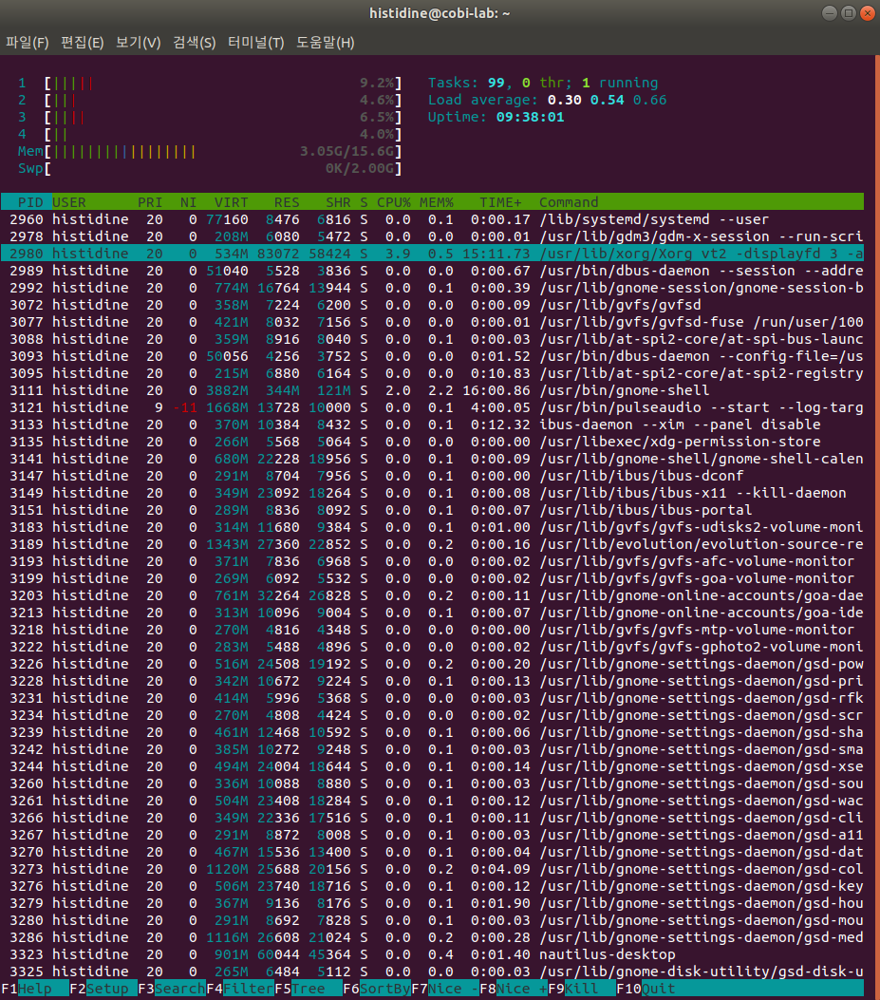 histidine@cobi-lab: ~
파일(F) 편집(E) 보기(V) 검색(S) 터미널(T) 도움말(H)
1 [||||| 9.2%] Tasks: 99, 0 thr; 1 running
2 [||| 4.6%] Load average: 0.30 0.54 0.66
3 [|||| 6.5%] Uptime: 09:38:01
4 [|| 4.0%]
Mem[||||||||||||||||| 3.05G/15.6G]
Swp[ 0K/2.00G]
PID USER PRI NI VIRT RES SHR S CPU% MEM% TIME+ Command
2960 histidine 20 0 77160 8476 6816 S 0.0 0.1 0:00.17 /lib/systemd/systemd --user
2978 histidine 20 0 208M 6080 5472 S 0.0 0.0 0:00.01 /usr/lib/gdm3/gdm-x-session --run-scri
2980 histidine 20 0 534M 83072 58424 S 3.9 0.5 15:11.73 /usr/lib/xorg/Xorg vt2 -displayfd 3 -a
2989 histidine 20 0 51040 5528 3836 S 0.0 0.0 0:00.67 /usr/bin/dbus-daemon --session --addre
2992 histidine 20 0 774M 16764 13944 S 0.0 0.1 0:00.39 /usr/lib/gnome-session/gnome-session-b
3072 histidine 20 0 358M 7224 6200 S 0.0 0.0 0:00.09 /usr/lib/gvfs/gvfsd
3077 histidine 20 0 421M 8032 7156 S 0.0 0.0 0:00.01 /usr/lib/gvfs/gvfsd-fuse /run/user/100
3088 histidine 20 0 359M 8916 8040 S 0.0 0.1 0:00.03 /usr/lib/at-spi2-core/at-spi-bus-launc
3093 histidine 20 0 50056 4256 3752 S 0.0 0.0 0:01.52 /usr/bin/dbus-daemon --config-file=/us
3095 histidine 20 0 215M 6880 6164 S 0.0 0.0 0:10.83 /usr/lib/at-spi2-core/at-spi2-registry
3111 histidine 20 0 3882M 344M 121M S 2.0 2.2 16:00.86 /usr/bin/gnome-shell
3121 histidine 9 -11 1668M 13728 10000 S 0.0 0.1 4:00.05 /usr/bin/pulseaudio --start --log-targ
3133 histidine 20 0 370M 10384 8432 S 0.0 0.1 0:12.32 ibus-daemon --xim --panel disable
3135 histidine 20 0 266M 5568 5064 S 0.0 0.0 0:00.00 /usr/libexec/xdg-permission-store
3141 histidine 20 0 680M 22228 18956 S 0.0 0.1 0:00.09 /usr/lib/gnome-shell/gnome-shell-calen
3147 histidine 20 0 291M 8704 7956 S 0.0 0.1 0:00.00 /usr/lib/ibus/ibus-dconf
3149 histidine 20 0 349M 23092 18264 S 0.0 0.1 0:00.08 /usr/lib/ibus/ibus-x11 --kill-daemon
3151 histidine 20 0 289M 8836 8092 S 0.0 0.1 0:00.07 /usr/lib/ibus/ibus-portal
3183 histidine 20 0 314M 11680 9384 S 0.0 0.1 0:01.00 /usr/lib/gvfs/gvfs-udisks2-volume-moni
3189 histidine 20 0 1343M 27360 22852 S 0.0 0.2 0:00.16 /usr/lib/evolution/evolution-source-re
3193 histidine 20 0 371M 7836 6968 S 0.0 0.0 0:00.02 /usr/lib/gvfs/gvfs-afc-volume-monitor
3199 histidine 20 0 269M 6092 5532 S 0.0 0.0 0:00.02 /usr/lib/gvfs/gvfs-goa-volume-monitor
3203 histidine 20 0 761M 32264 26828 S 0.0 0.2 0:00.11 /usr/lib/gnome-online-accounts/goa-dae
3213 histidine 20 0 313M 10096 9004 S 0.0 0.1 0:00.07 /usr/lib/gnome-online-accounts/goa-ide
3218 histidine 20 0 270M 4816 4348 S 0.0 0.0 0:00.00 /usr/lib/gvfs/gvfs-mtp-volume-monitor
3222 histidine 20 0 283M 5488 4896 S 0.0 0.0 0:00.02 /usr/lib/gvfs/gvfs-gphoto2-volume-moni
3226 histidine 20 0 516M 24508 19192 S 0.0 0.2 0:00.20 /usr/lib/gnome-settings-daemon/gsd-pow
3228 histidine 20 0 342M 10672 9224 S 0.0 0.1 0:00.13 /usr/lib/gnome-settings-daemon/gsd-pri
3231 histidine 20 0 414M 5996 5368 S 0.0 0.0 0:00.03 /usr/lib/gnome-settings-daemon/gsd-rfk
3234 histidine 20 0 270M 4808 4424 S 0.0 0.0 0:00.02 /usr/lib/gnome-settings-daemon/gsd-scr
3239 histidine 20 0 461M 12468 10592 S 0.0 0.1 0:00.06 /usr/lib/gnome-settings-daemon/gsd-sha
3242 histidine 20 0 385M 10272 9248 S 0.0 0.1 0:00.03 /usr/lib/gnome-settings-daemon/gsd-sma
3244 histidine 20 0 494M 24004 18644 S 0.0 0.1 0:00.14 /usr/lib/gnome-settings-daemon/gsd-xse
3260 histidine 20 0 336M 10088 8880 S 0.0 0.1 0:00.03 /usr/lib/gnome-settings-daemon/gsd-sou
3261 histidine 20 0 504M 23408 18284 S 0.0 0.1 0:00.12 /usr/lib/gnome-settings-daemon/gsd-wac
3266 histidine 20 0 349M 22336 17516 S 0.0 0.1 0:00.11 /usr/lib/gnome-settings-daemon/gsd-cli
3267 histidine 20 0 291M 8872 8008 S 0.0 0.1 0:00.03 /usr/lib/gnome-settings-daemon/gsd-a11
3270 histidine 20 0 467M 15536 13400 S 0.0 0.1 0:00.04 /usr/lib/gnome-settings-daemon/gsd-dat
3273 histidine 20 0 1120M 25688 20156 S 0.0 0.2 0:04.09 /usr/lib/gnome-settings-daemon/gsd-col
3276 histidine 20 0 506M 23740 18716 S 0.0 0.1 0:00.12 /usr/lib/gnome-settings-daemon/gsd-key
3279 histidine 20 0 367M 9136 8176 S 0.0 0.1 0:01.90 /usr/lib/gnome-settings-daemon/gsd-hou
3280 histidine 20 0 291M 8692 7828 S 0.0 0.1 0:00.03 /usr/lib/gnome-settings-daemon/gsd-mou
3286 histidine 20 0 1116M 26608 21024 S 0.0 0.2 0:00.28 /usr/lib/gnome-settings-daemon/gsd-med
3323 histidine 20 0 901M 60044 45364 S 0.0 0.4 0:01.40 nautilus-desktop
3325 histidine 20 0 265M 6484 5112 S 0.0 0.0 0:00.03 /usr/lib/gnome-disk-utility/gsd-disk-u
F1Help F2Setup F3SearchF4FilterF5Tree F6SortByF7Nice -F8Nice +F9Kill F10Quit